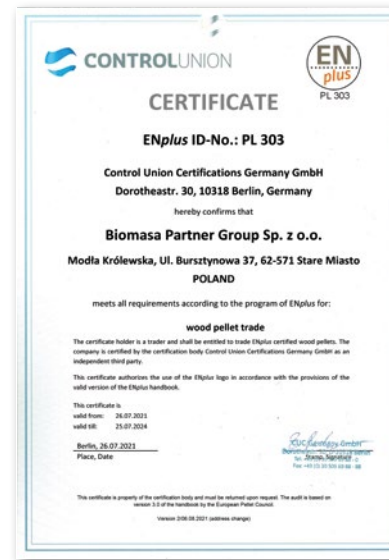 CONTROLUNION
EN
plus
PL 303
CERTIFICATE
ENplus ID-No.: PL 303
Control Union Certifications Germany GmbH
Dorotheastr. 30, 10318 Berlin, Germany
hereby confirms that
Biomasa Partner Group Sp. z o.o.
Modła Królewska, Ul. Bursztynowa 37, 62-571 Stare Miasto
POLAND
meets all requirements according to the program of ENplus for:
wood pellet trade
The certificate holder is a trader and shall be entitled to trade ENplus certified wood pellets. The
company is certified by the certification body Control Union Certifications Germany GmbH as an
independent third party.
This certificate authorizes the use of the ENplus logo in accordance with the provisions of the
valid version of the ENplus handbook.
This certificate is
valid from: 26.07.2021
valid till: 25.07.2024
Berlin, 26.07.2021
Place, Date
Stamp, Signature
This certificate is property of the certification body and must be returned upon request. The audit is based on
version 3.0 of the handbook by the European Pellet Council.
Version 2/06.08.2021 (address change)